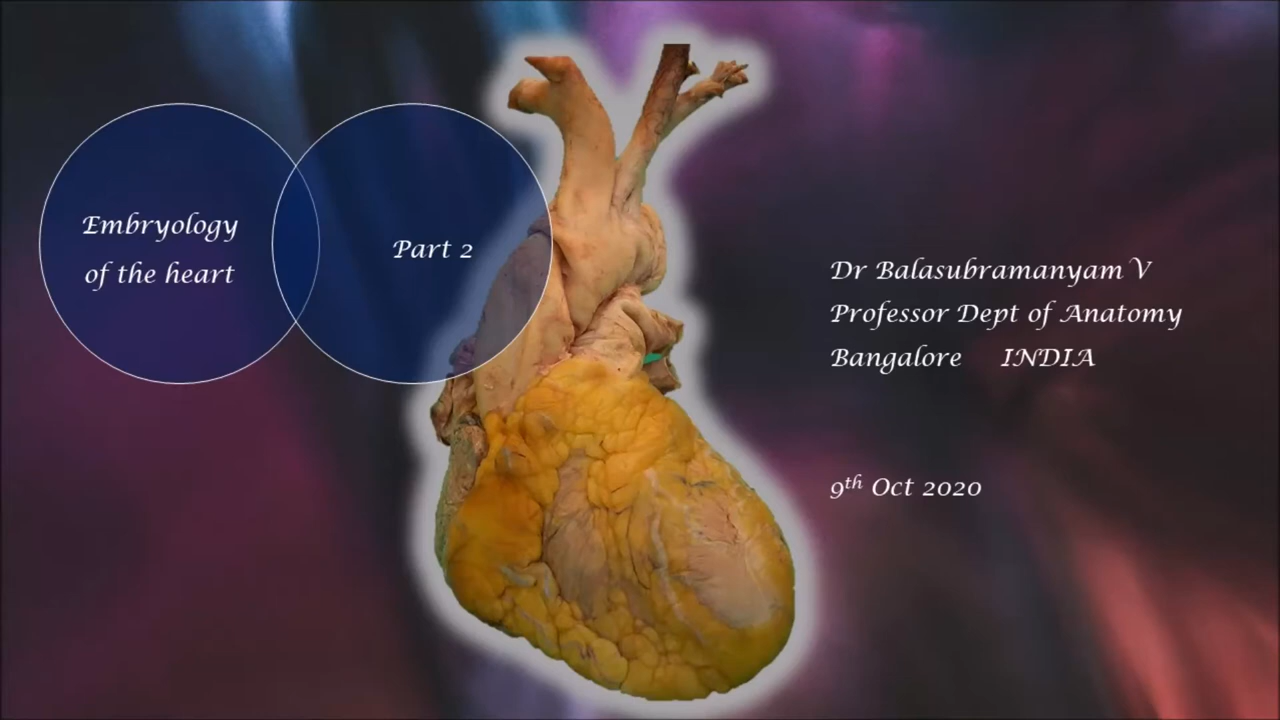 Embryology
of the heart
Part 2
Dr Balasubramanyam V
Professor Dept of Anatomy
Bangalore INDIA
9th Oct 2020